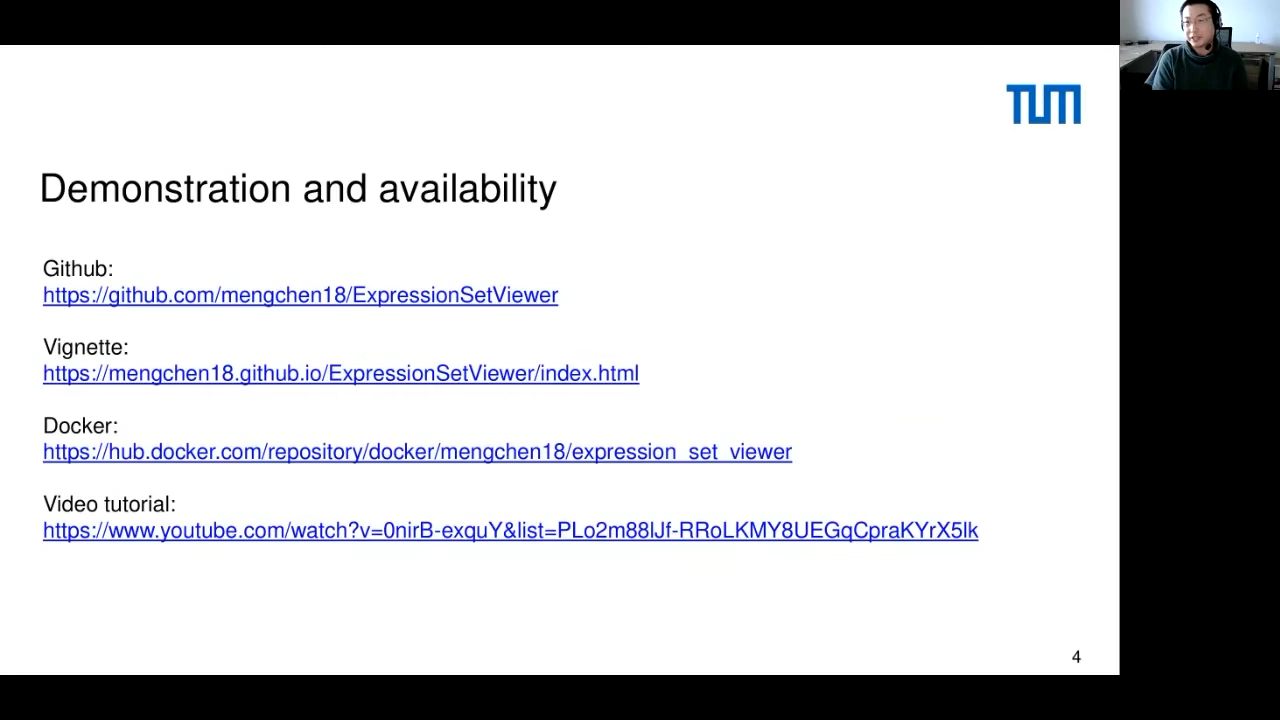 TUM
Demonstration and availability
Github:
https://github.com/mengchen18/ExpressionSetViewer
Vignette:
https://mengchen18.github.io/ExpressionSetViewer/index.html
Docker:
https://hub.docker.com/repository/docker/mengchen18/expression_set_viewer
Video tutorial:
https://www.youtube.com/watch?v=0nirB-exquY&list=PLo2m88lJf-RRoLKMY8UEGqCpraKYrX5lk
4